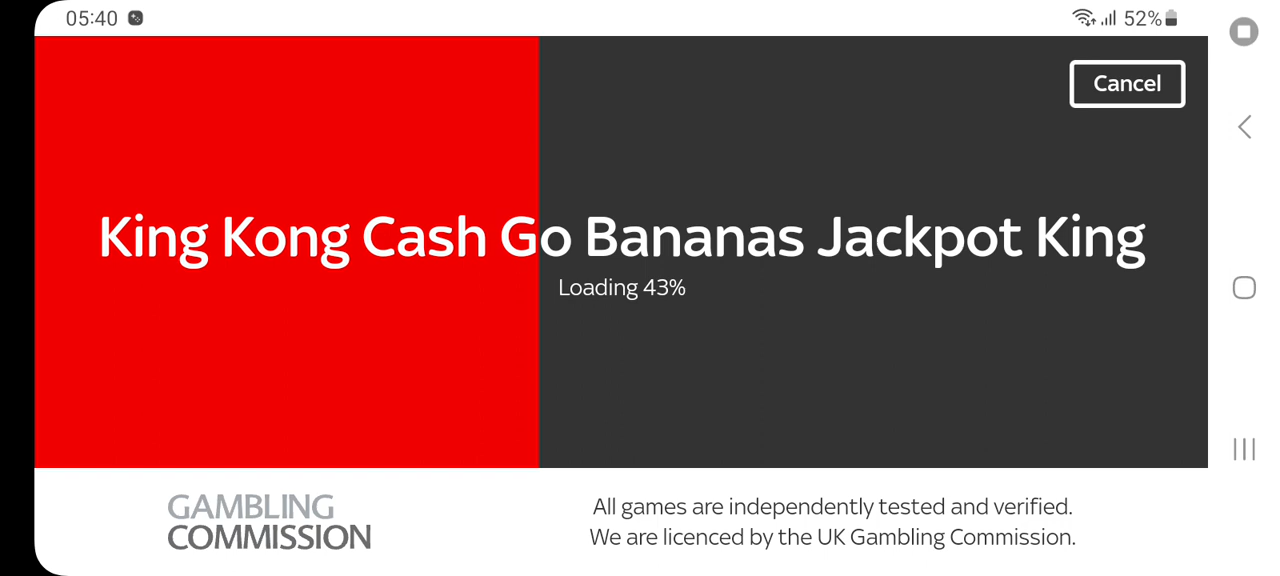 05:40
52%
Cancel
King Kong Cash Go Bananas Jackpot King
Loading 43%
GAMBLING
COMMISSION
All games are independently tested and verified.
We are licenced by the UK Gambling Commission.